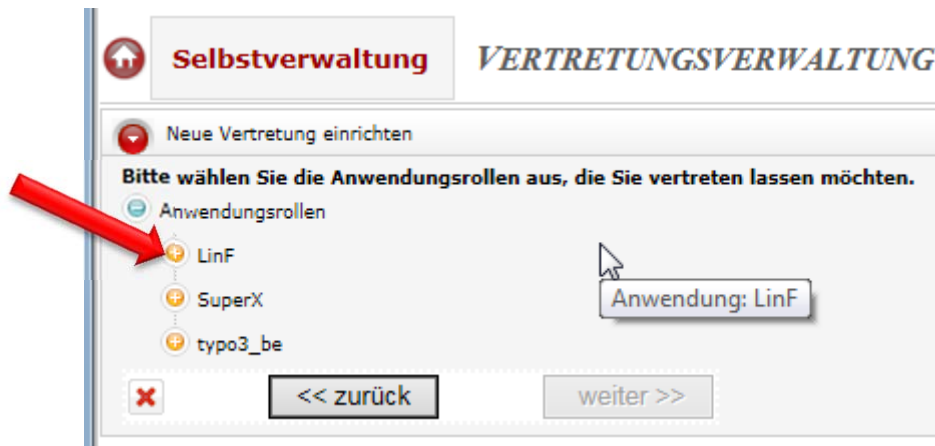 Selbstverwaltung VERTRETUNGSVERWALTUNG
Neue Vertretung einrichten
Bitte wählen Sie die Anwendungsrollen aus, die Sie vertreten lassen möchten.
Anwendungsrollen
LinF
SuperX
Anwendung: LinF
typo3_be
<< zurück weiter >>